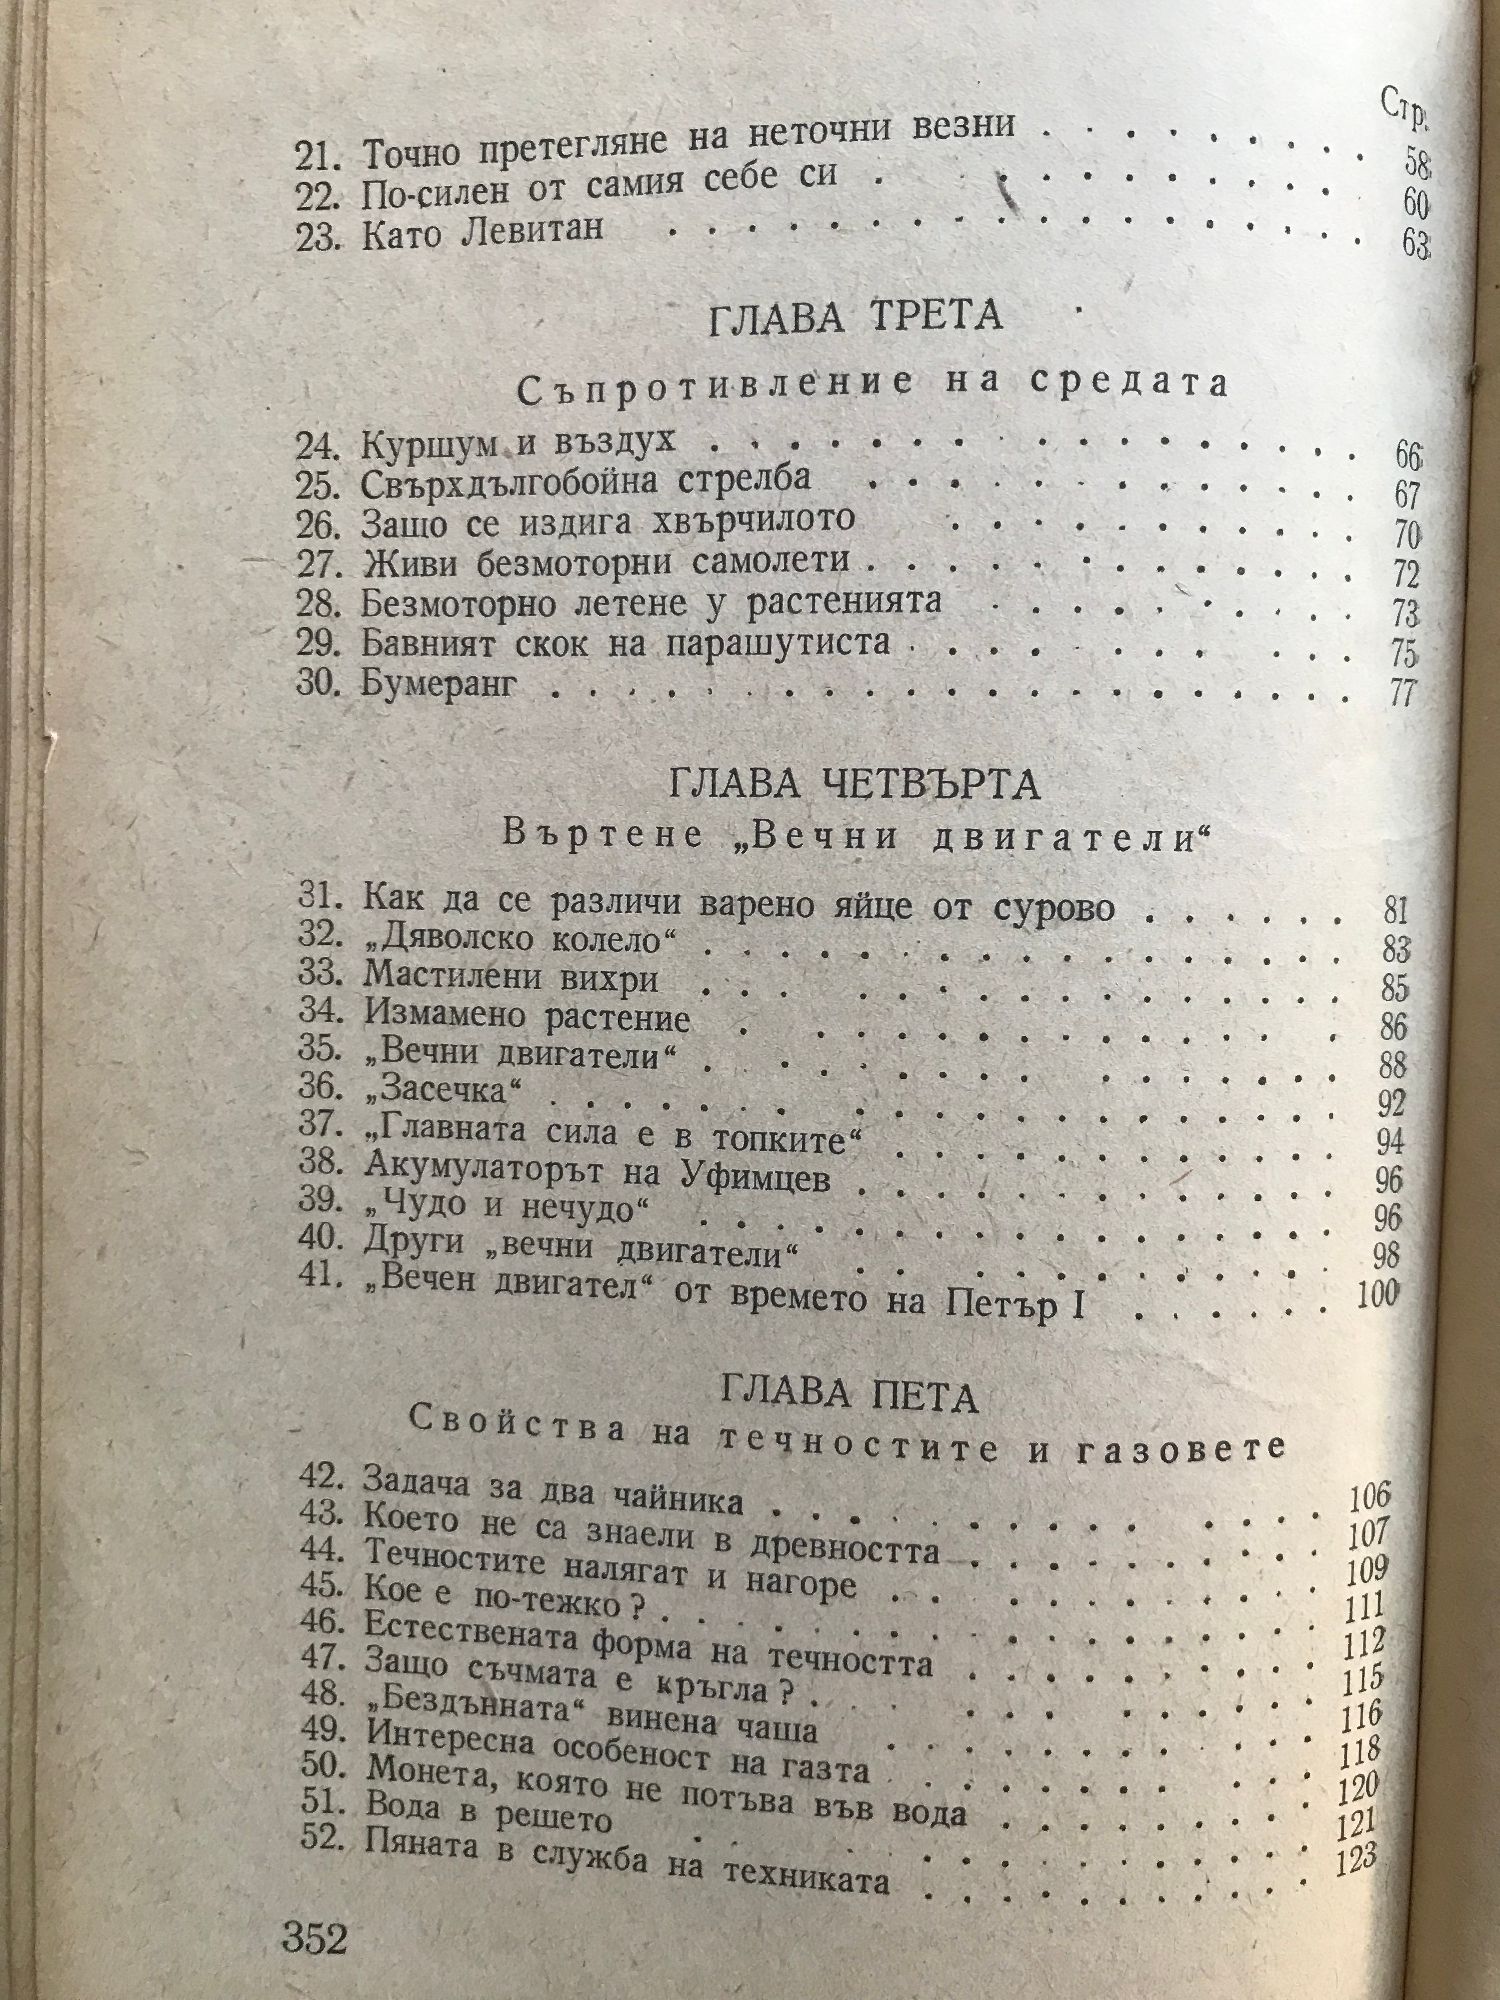 Стр.
21. Точно претегляне на неточни везни . . . . . . . . . 58
22. По-силен от самия себе си . . . . . . . . . . . 60
23. Като Левитан . . . . . . . . . . . . . . . . . . 63
ГЛАВА ТРЕТА
Съпротивление на средата
24. Куршум и въздух . . . . . . . . . . . . . . . . . 66
25. Свърхдългобойна стрелба . . . . . . . . . . . . . 67
26. Защо се издига хвърчилото . . . . . . . . . . . 70
27. Живи безмоторни самолети . . . . . . . . . . . . . 72
28. Безмоторно летене у растенията . . . . . . . . . . 73
29. Бавният скок на парашутиста . . . . . . . . . . . 75
30. Бумеранг . . . . . . . . . . . . . . . . . . . . . 77
ГЛАВА ЧЕТВЪРТА
Въртене „Вечни двигатели“
31. Как да се различи варено яйце от сурово . . . . . . 81
32. „Дяволско колело“ . . . . . . . . . . . . . . . . . 83
33. Мастилени вихри . . . . . . . . . . . . . . . . 85
34. Измамено растение . . . . . . . . . . . . . . . 86
35. „Вечни двигатели“ . . . . . . . . . . . . . . . . 88
36. „Засечка“ . . . . . . . . . . . . . . . . . . . . 92
37. „Главната сила е в топките“ . . . . . . . . . . . . 94
38. Акумулаторът на Уфимцев . . . . . . . . . . . . . 96
39. „Чудо и нечудо“ . . . . . . . . . . . . . . . . . 96
40. Други „вечни двигатели“ . . . . . . . . . . . . 98
41. „Вечен двигател“ от времето на Петър I . . . . . . 100
ГЛАВА ПЕТА
Свойства на течностите и газовете
42. Задача за два чайника . . . . . . . . . . . . . . 106
43. Което не са знаели в древността . . . . . . . . . . 107
44. Течностите налягат и нагоре . . . . . . . . . . . 109
45. Кое е по-тежко? . . . . . . . . . . . . . . . . . 111
46. Естествената форма на течността . . . . . . . . . . 112
47. Защо съчмата е кръгла? . . . . . . . . . . . . . 115
48. „Бездънната“ винена чаша . . . . . . . . . . . 116
49. Интересна особеност на газта . . . . . . . . . . . 118
50. Монета, която не потъва във вода . . . . . . . . 120
51. Вода в решето . . . . . . . . . . . . . 121
52. Пяната в служба на техниката . . . . . . . . . . 123
352